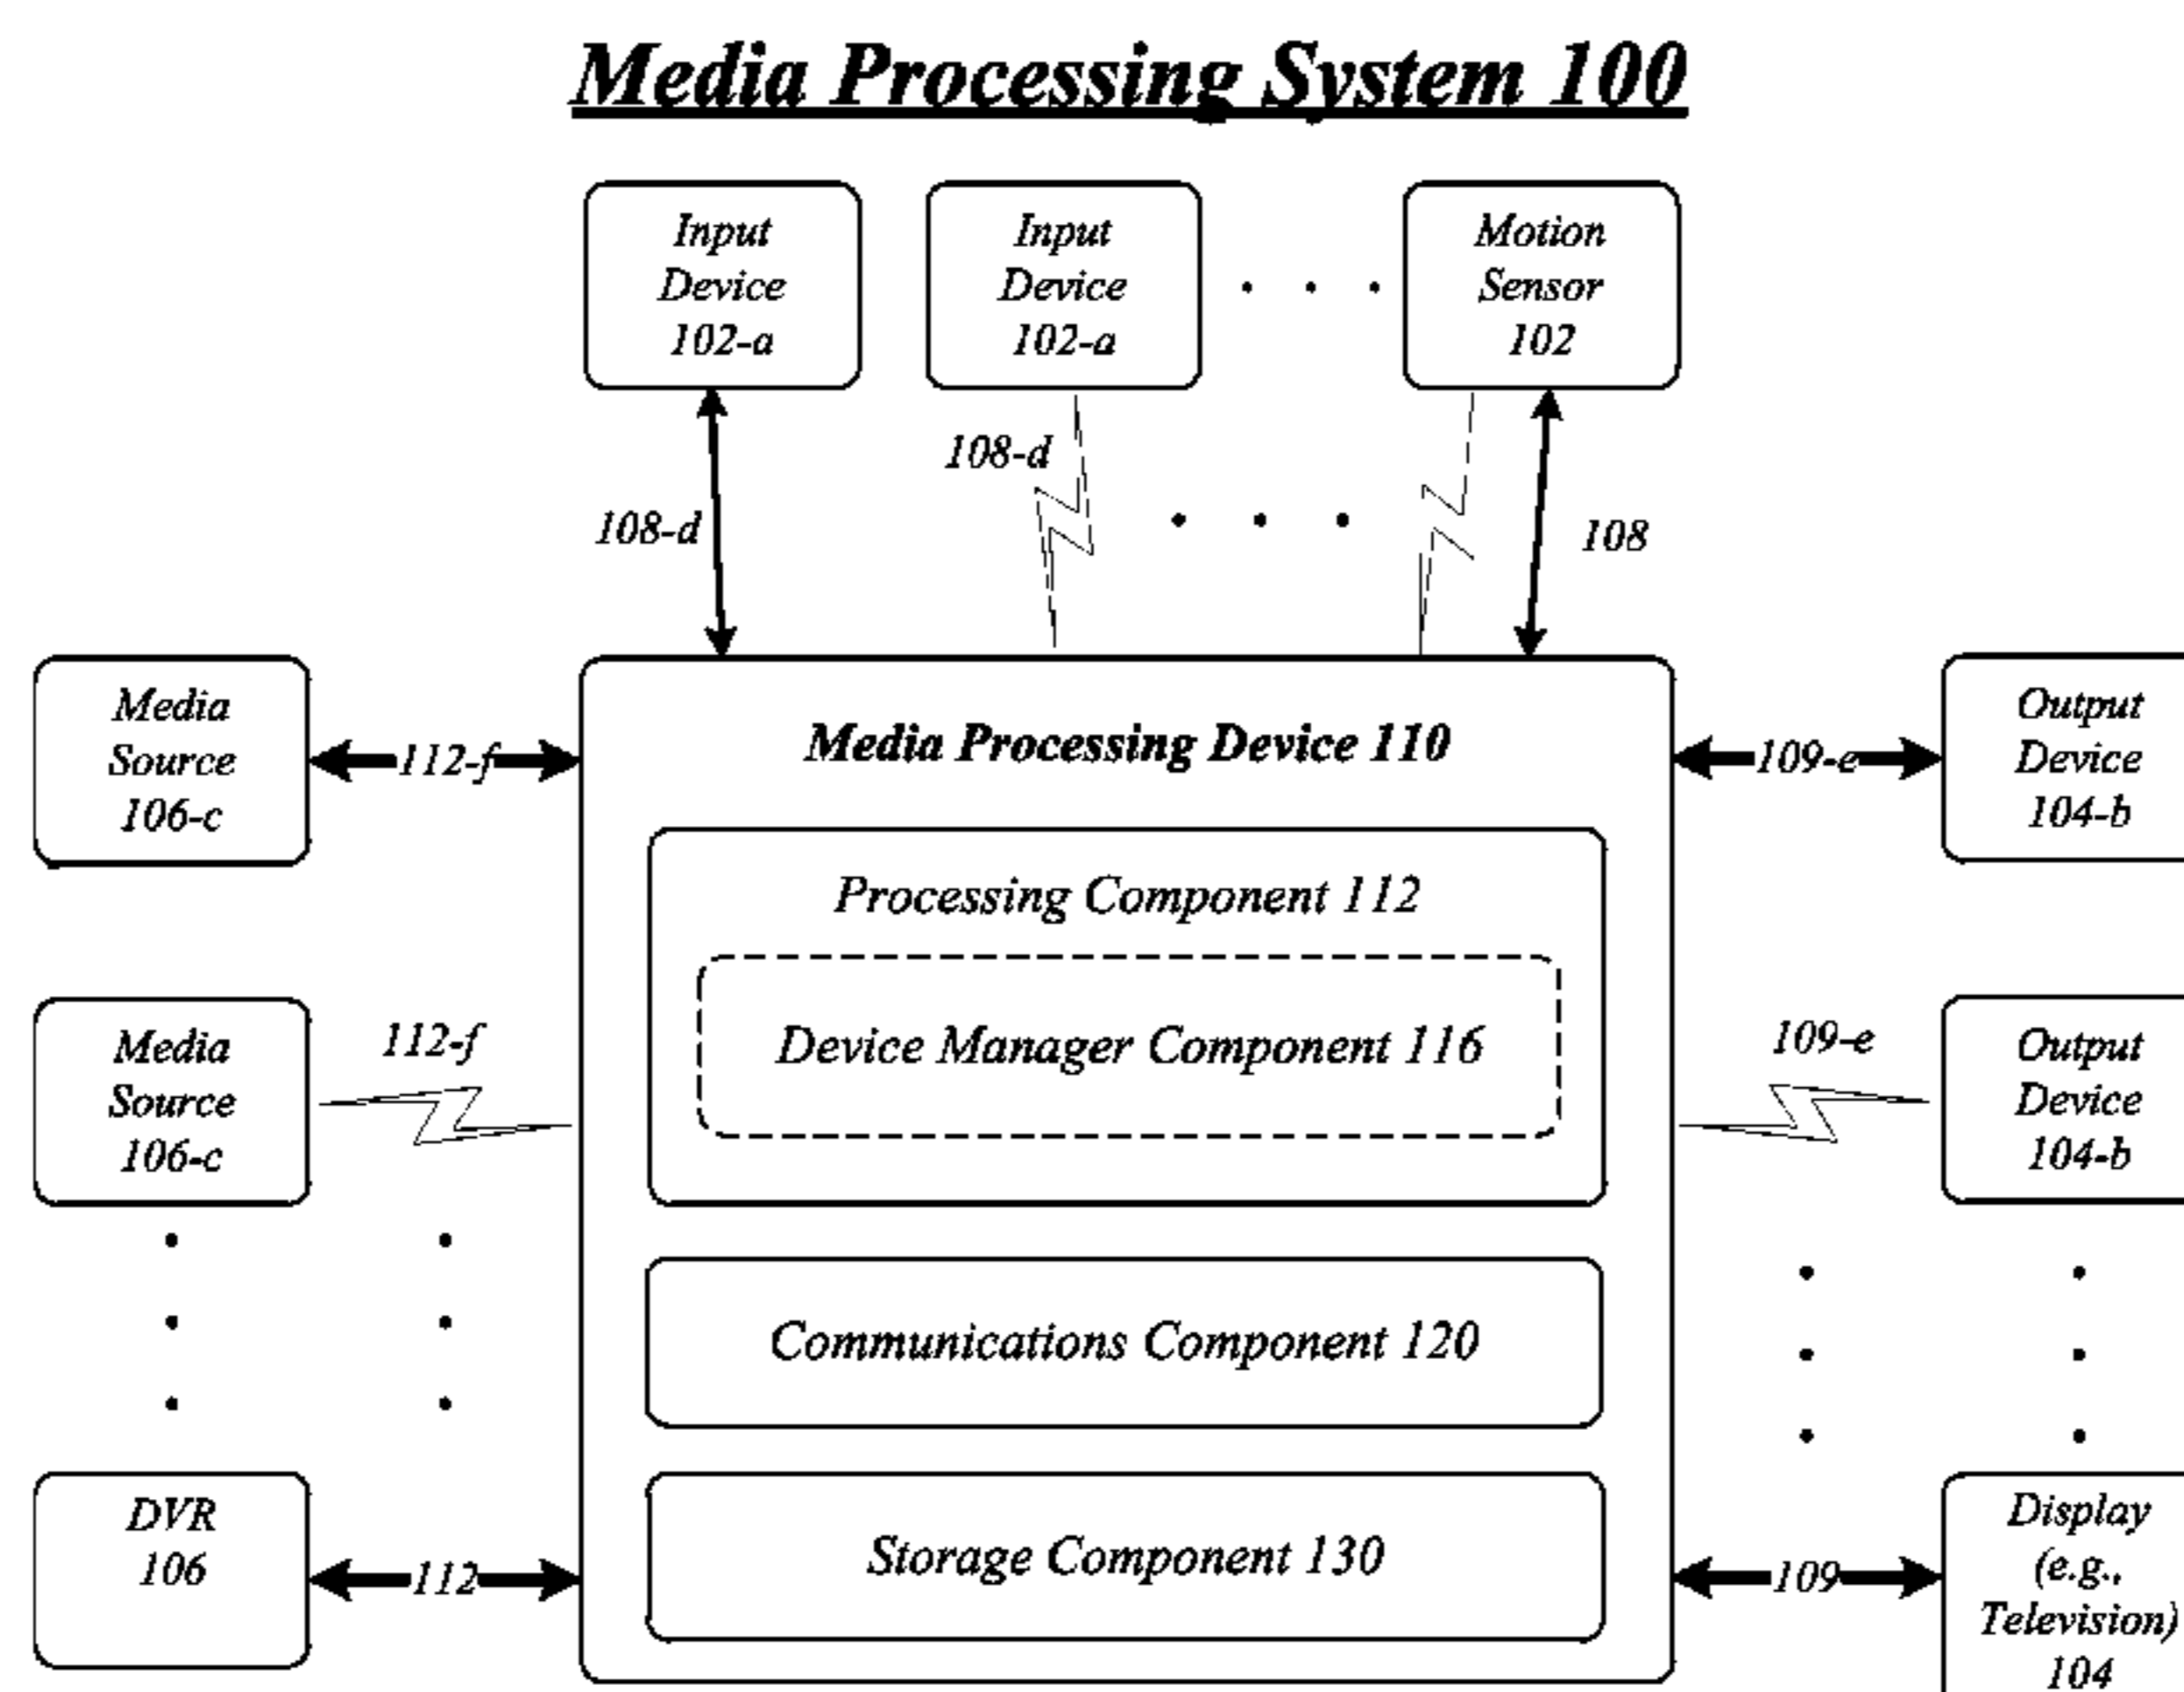 Media Processing System 100
Input
Device
102-a
Input
Device
102-a
Motion
Sensor
102
108-d
108-d
108
Media
Source
106-c
112-f
Media Processing Device 110
109-e
Output
Device
104-b
Processing Component 112
Media
Source
106-c
112-f
Device Manager Component 116
109-e
Output
Device
104-b
Communications Component 120
DVR
106
112
Storage Component 130
109
Display
(e.g.,
Television)
104